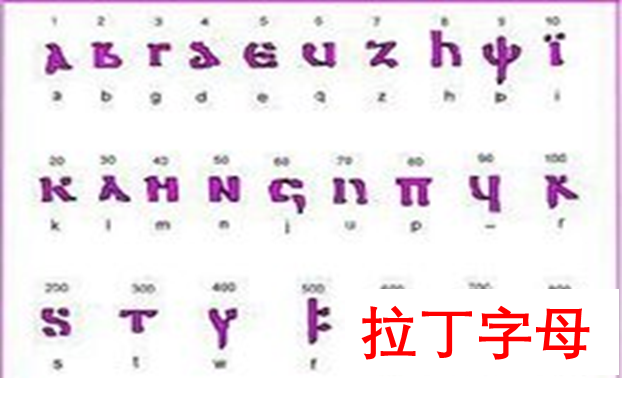 1 2 3 4 5 6 7 8 9 10
𐌰 𐌱 𐌲 𐌳 𐌴 𐌵 𐌶 𐌷 𐌸 𐌹̈
a b g d e q z h þ i
20 30 40 50 60 70 80 90 100
𐌺 𐌻 𐌼 𐌽 𐌾 𐌿 𐍀 𐍁 𐍂
k l m n j u p – r
200 300 400 500
𐍃 𐍄 𐍅 𐍆 拉丁字母
s t w f